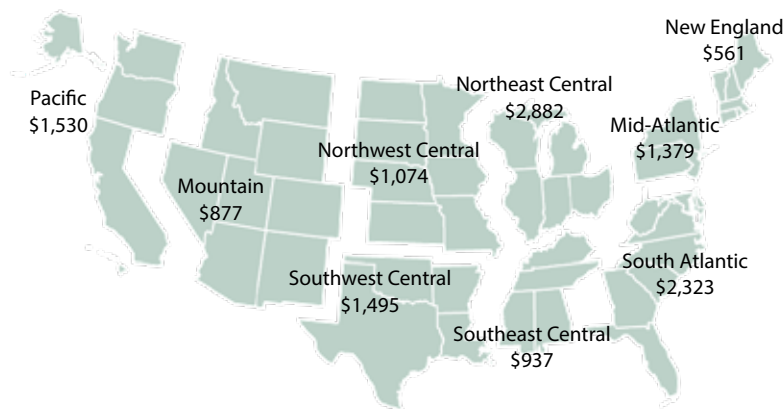 New England
$561
Northeast Central
$2,882
Pacific
$1,530
Mid-Atlantic
$1,379
Northwest Central
$1,074
Mountain
$877
South Atlantic
$2,323
Southwest Central
$1,495
Southeast Central
$937